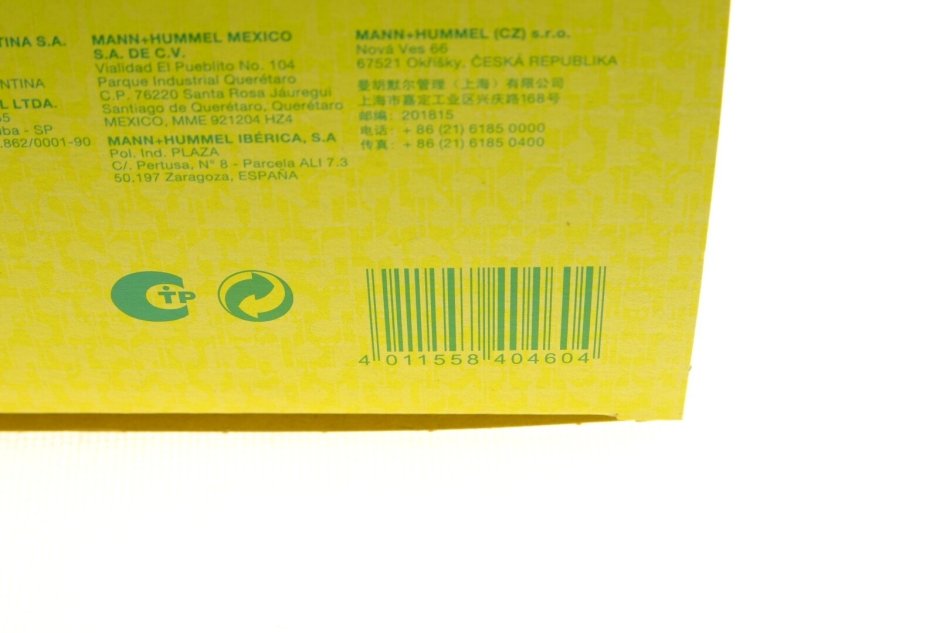 TINA S.A.
NTINA
L LTDA.
55
uba - SP
.862/0001-90
MANN+HUMMEL MEXICO
S.A. DE C.V.
Vialidad El Pueblito No. 104
Parque Industrial Querétaro
C.P. 76220 Santa Rosa Jáuregui
Santiago de Querétaro, Querétaro
MEXICO, MME 921204 HZ4
MANN+HUMMEL IBÉRICA, S.A
Pol. Ind. PLAZA
C/. Pertusa, N° 8 - Parcela ALI 7.3
50.197 Zaragoza, ESPAÑA
MANN+HUMMEL (CZ) s.r.o.
Nová Ves 66
67521 Okříšky, ČESKÁ REPUBLIKA
曼胡默尔管理（上海）有限公司
上海市嘉定工业区兴庆路168号
邮编: 201815
电话: + 86 (21) 6185 0000
传真: + 86 (21) 6185 0400
CTP
4 011558 404604